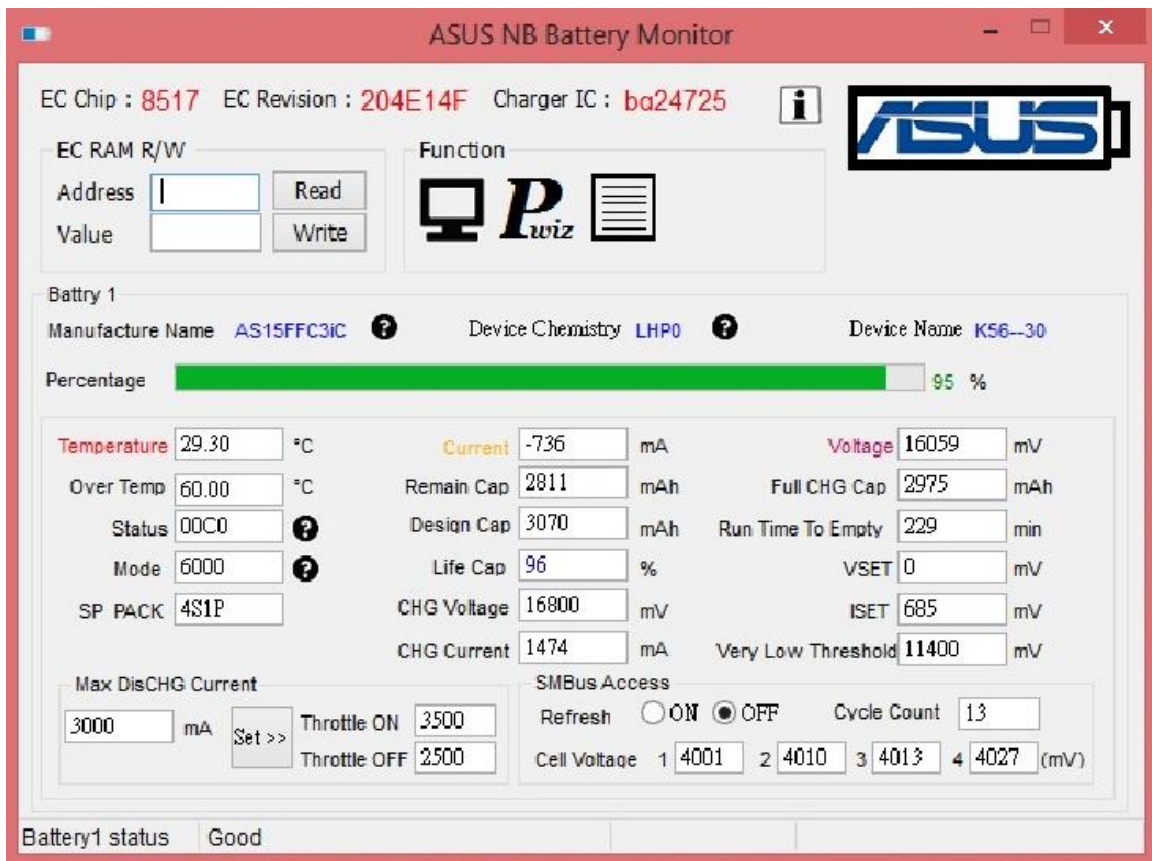 ASUS NB Battery Monitor
EC Chip : 8517 EC Revision : 204E14F Charger IC : bq24725 i ASUS
EC RAM R/W Function
Address Read
Value Write
P wiz
Battry 1
Manufacture Name AS15FFC3iC ? Device Chemistry LHP0 ? Device Name K56--30
Percentage 95 %
Temperature 29.30 °C Current -736 mA Voltage 16059 mV
Over Temp 60.00 °C Remain Cap 2811 mAh Full CHG Cap 2975 mAh
Status 00C0 ? Design Cap 3070 mAh Run Time To Empty 229 min
Mode 6000 ? Life Cap 96 % VSET 0 mV
SP PACK 4S1P CHG Voltage 16800 mV ISET 685 mV
CHG Current 1474 mA Very Low Threshold 11400 mV
Max DisCHG Current SMBus Access
3000 mA Set >> Throttle ON 3500 Refresh ON OFF Cycle Count 13
Throttle OFF 2500 Cell Voltage 1 4001 2 4010 3 4013 4 4027 (mV)
Battery1 status Good